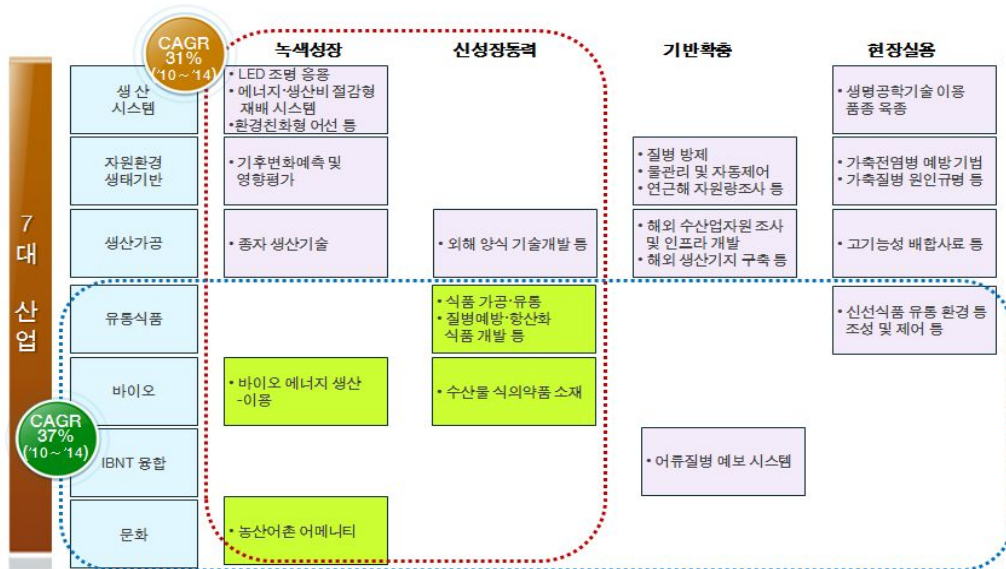 CAGR
31%
('10~'14)
녹색성장
신성장동력
기반확충
현장실용
7대 산업
생 산
시스템
• LED 조명 응용
• 에너지·생산비 절감형
재배 시스템
•환경친화형 어선 등
• 생명공학기술 이용
품종 육종
자원환경
생태기반
• 기후변화예측 및
영향평가
• 질병 방제
• 물관리 및 자동제어
• 연근해 자원량조사 등
• 가축전염병 예방기법
• 가축질병 원인규명 등
생산가공
• 종자 생산기술
• 외해 양식 기술개발 등
• 해외 수산업자원 조사
및 인프라 개발
• 해외 생산기지 구축 등
• 고기능성 배합사료 등
유통식품
• 식품 가공·유통
• 질병예방·항산화
식품 개발 등
• 신선식품 유통 환경 등
조성 및 제어 등
바이오
• 바이오 에너지 생산
-이용
• 수산물 식의약품 소재
CAGR
37%
('10~'14)
IBNT 융합
• 어류질병 예보 시스템
문화
• 농산어촌 어메니티